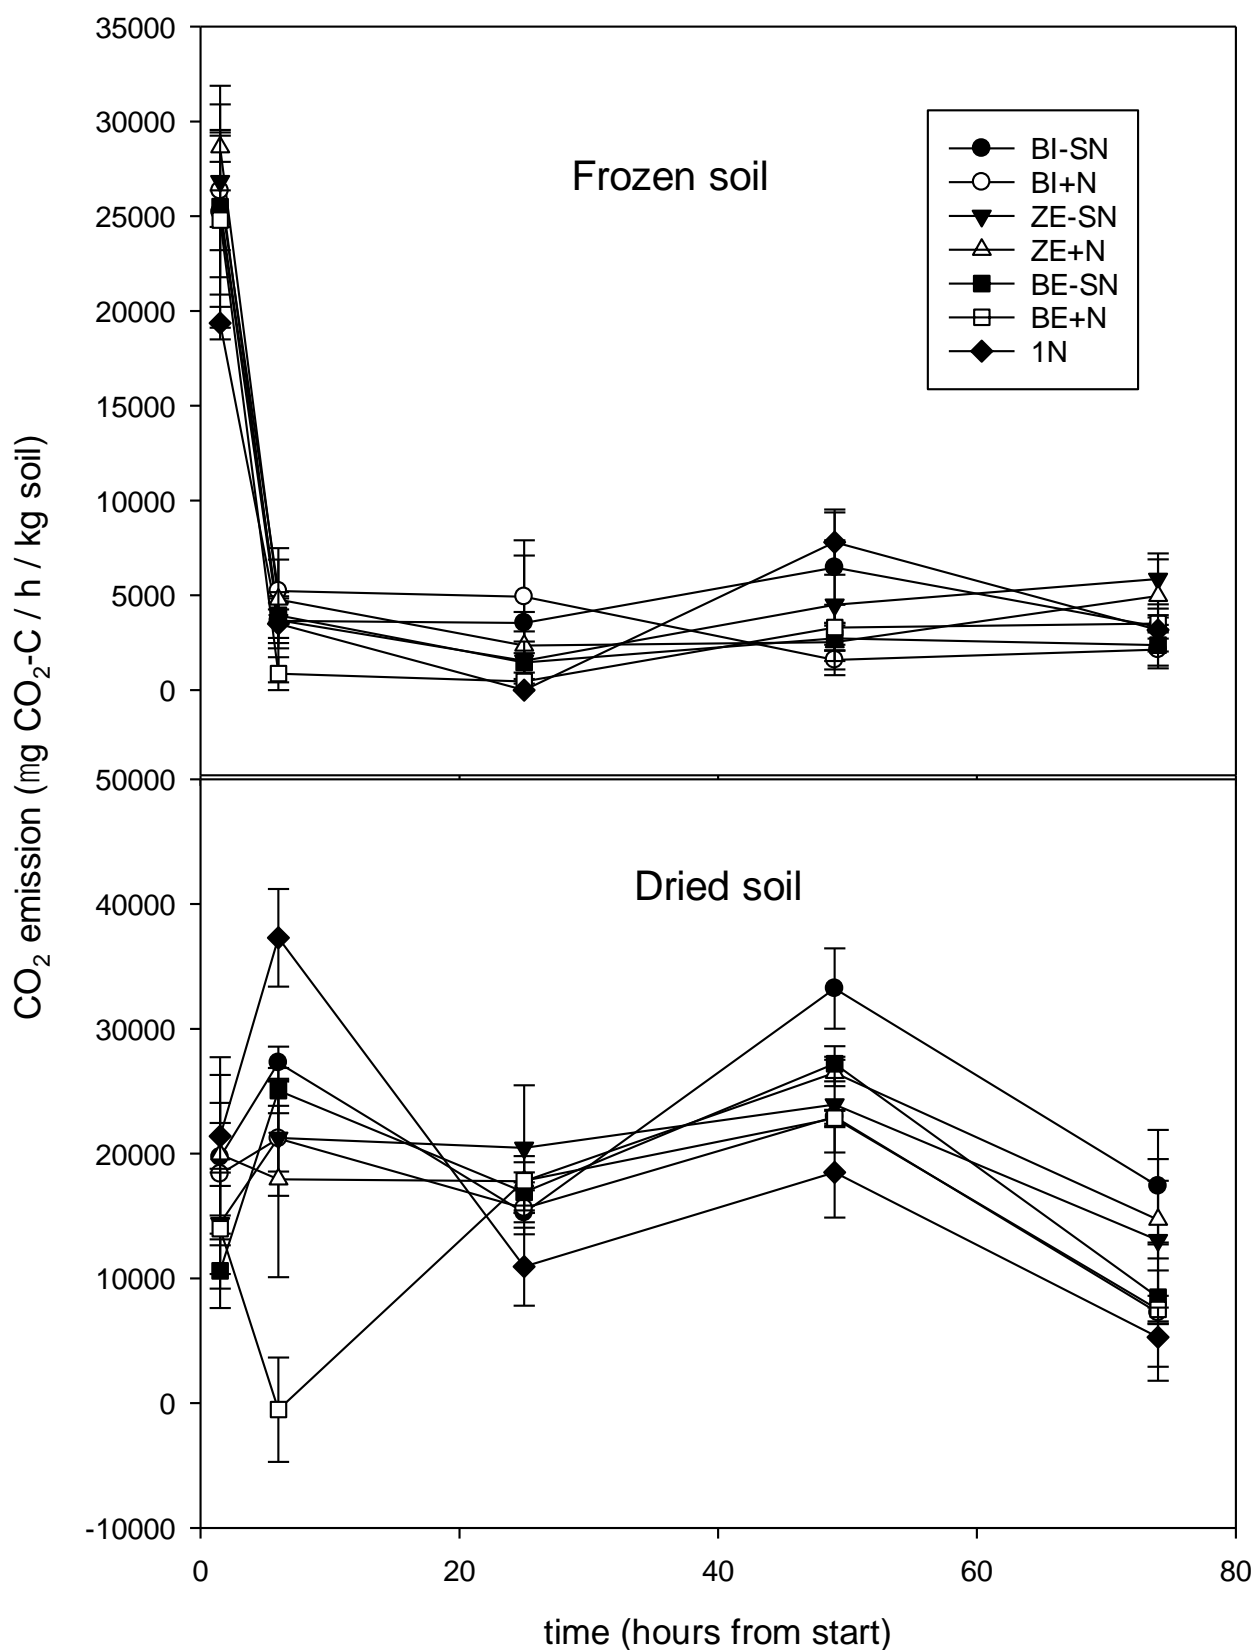 35000
30000
25000
20000
15000
10000
5000
0
Frozen soil
BI-SN
BI+N
ZE-SN
ZE+N
BE-SN
BE+N
1N
CO₂ emission (mg CO₂-C / h / kg soil)
50000
40000
30000
20000
10000
0
-10000
Dried soil
0 20 40 60 80
time (hours from start)